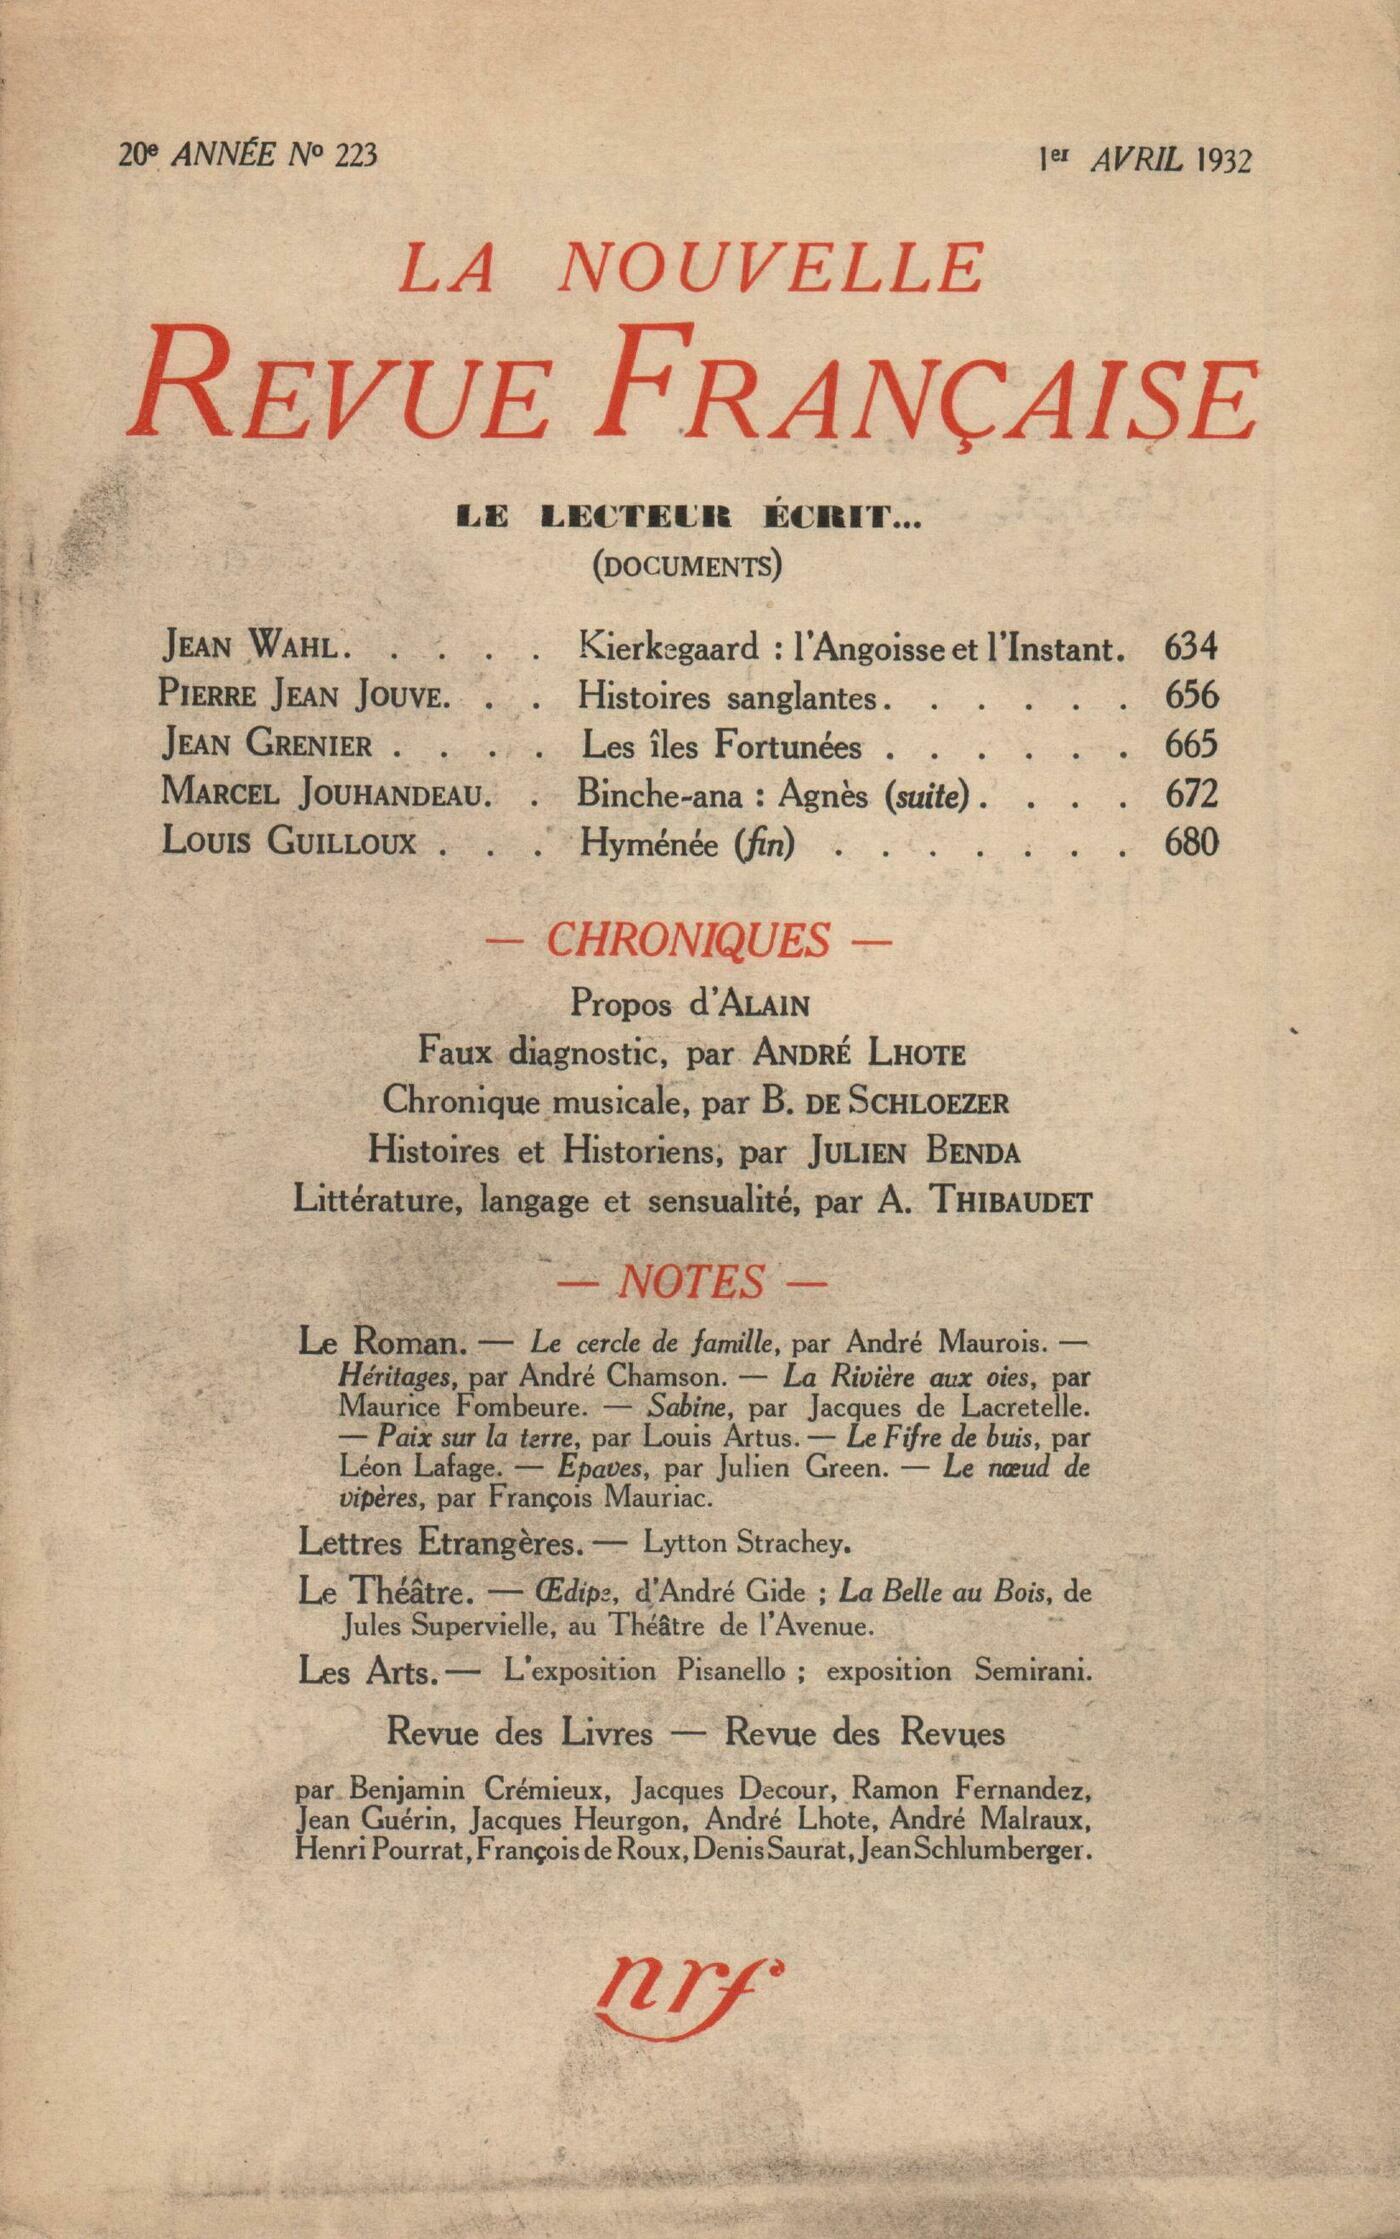 20e ANNÉE No 223
1er AVRIL 1932
LA NOUVELLE
REVUE FRANÇAISE
LE LECTEUR ÉCRIT...
(DOCUMENTS)
JEAN WAHL. . . . . Kierkegaard : l'Angoisse et l'Instant. 634
PIERRE JEAN JOUVE. . . Histoires sanglantes. . . . . . 656
JEAN GRENIER . . . . Les îles Fortunées . . . . . . 665
MARCEL JOUHANDEAU. . Binche-ana : Agnès (suite) . . . . 672
LOUIS GUILLOUX . . . Hyménée (fin) . . . . . . . 680
— CHRONIQUES —
Propos d'ALAIN
Faux diagnostic, par ANDRÉ LHOTE
Chronique musicale, par B. DE SCHLOEZER
Histoires et Historiens, par JULIEN BENDA
Littérature, langage et sensualité, par A. THIBAUDET
— NOTES —
Le Roman. — Le cercle de famille, par André Maurois. —
Héritages, par André Chamson. — La Rivière aux oies, par
Maurice Fombeure. — Sabine, par Jacques de Lacretelle.
— Paix sur la terre, par Louis Artus. — Le Fifre de buis, par
Léon Lafage. — Epaves, par Julien Green. — Le nœud de
vipères, par François Mauriac.
Lettres Etrangères. — Lytton Strachey.
Le Théâtre. — Œdipe, d'André Gide ; La Belle au Bois, de
Jules Supervielle, au Théâtre de l'Avenue.
Les Arts. — L'exposition Pisanello ; exposition Semirani.
Revue des Livres — Revue des Revues
par Benjamin Crémieux, Jacques Decour, Ramon Fernandez,
Jean Guérin, Jacques Heurgon, André Lhote, André Malraux,
Henri Pourrat, François de Roux, Denis Saurat, Jean Schlumberger.
nrf